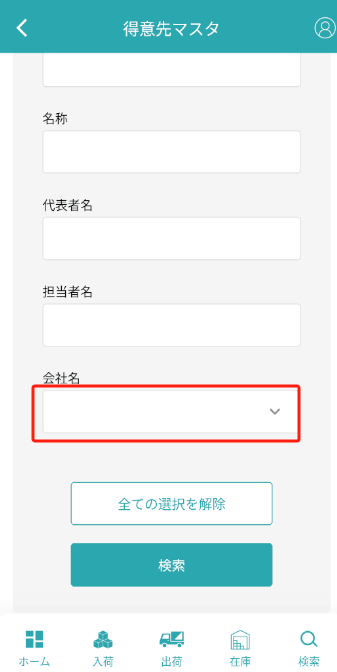 得意先マスタ
名称
代表者名
担当者名
会社名
全ての選択を解除
検索
ホーム
入荷
出荷
在庫
検索